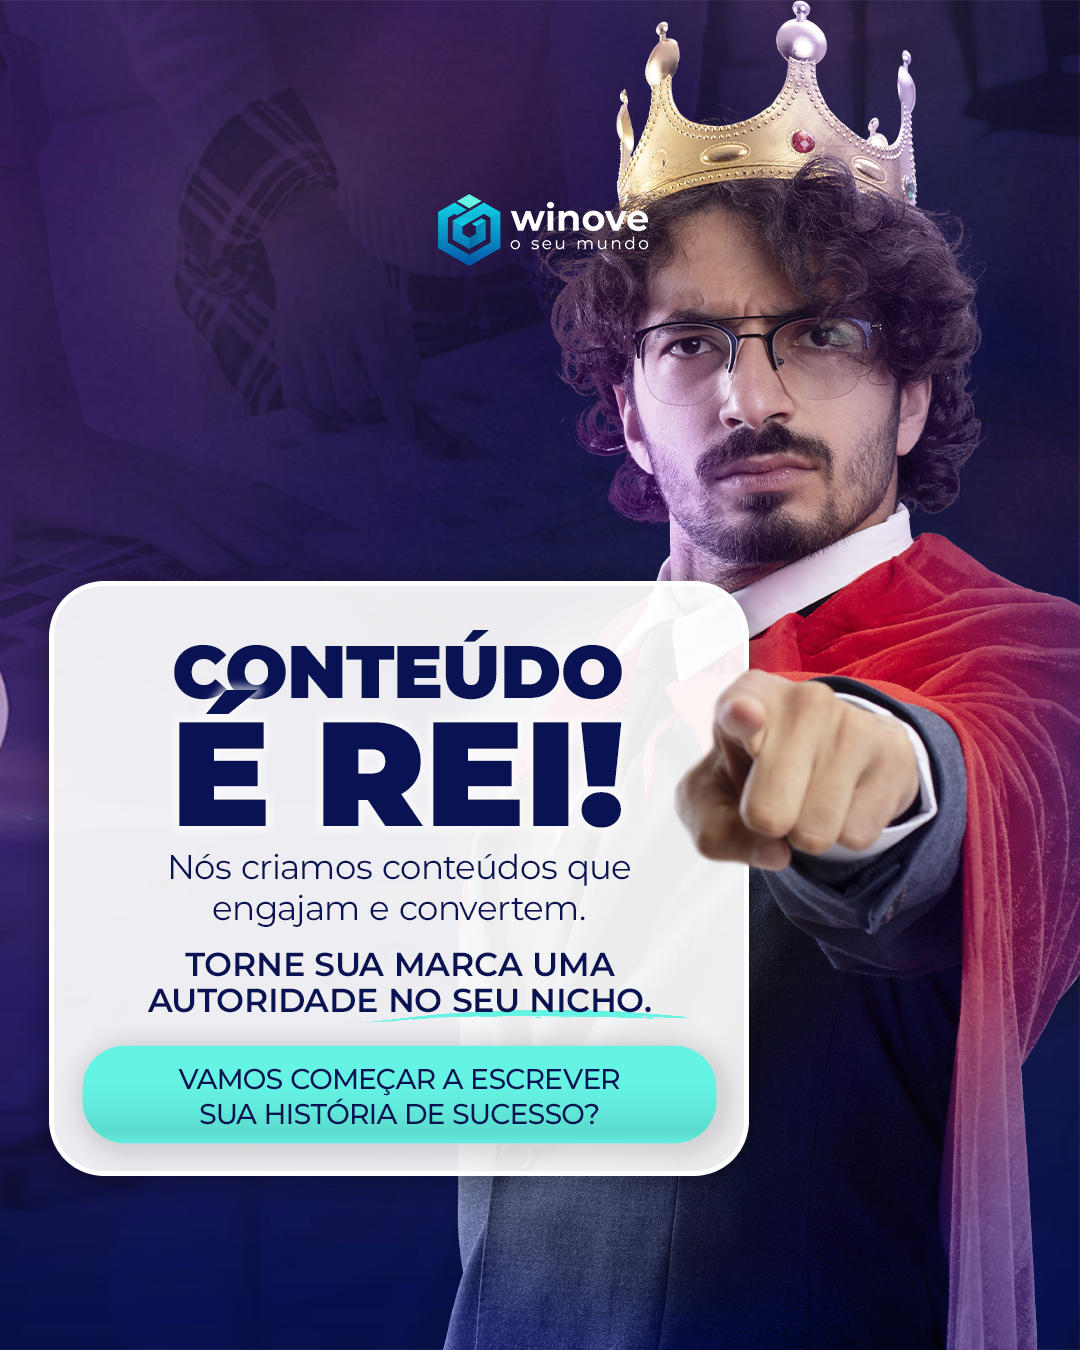 winove
o seu mundo
CONTEÚDO
É REI!
Nós criamos conteúdos que
engajam e convertem.
TORNE SUA MARCA UMA
AUTORIDADE NO SEU NICHO.
VAMOS COMEÇAR A ESCREVER
SUA HISTÓRIA DE SUCESSO?